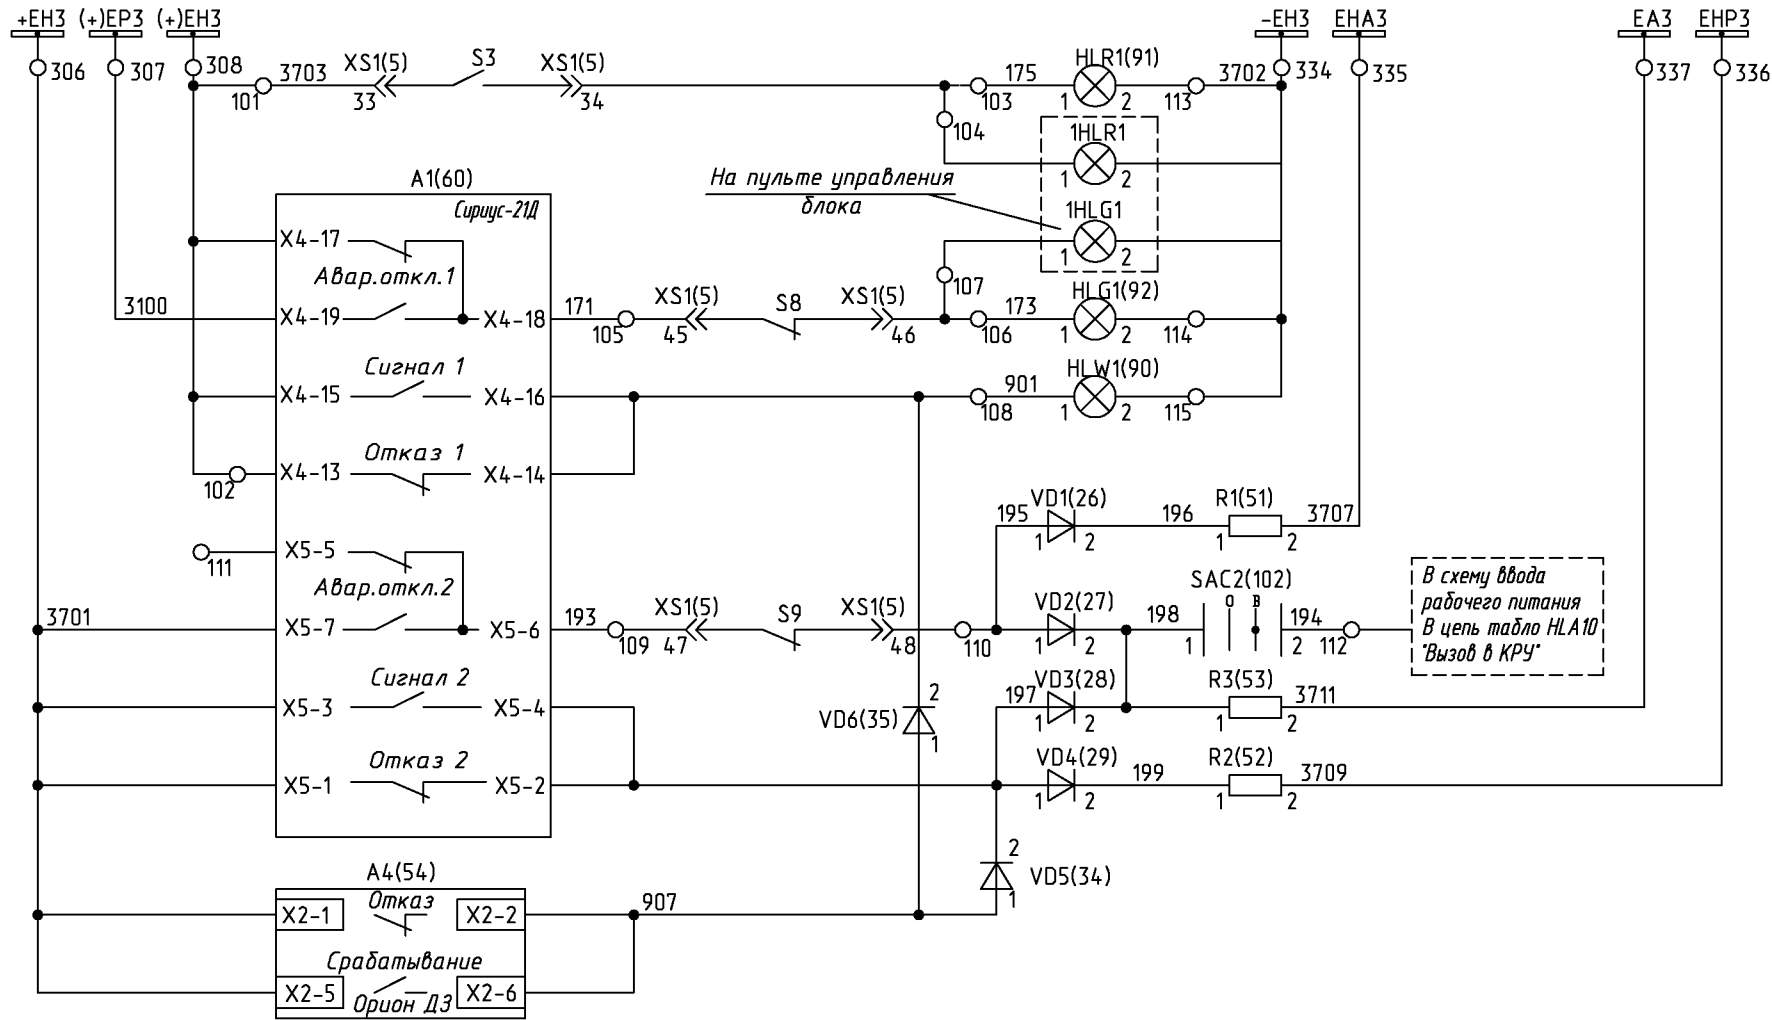 +EH3 (+)EP3 (+)EH3 -EH3 EHA3 EA3 EHP3
306 307 308 334 335 337 336
101 3703 XS1(5) 33 S3 XS1(5) 34
103 175 HLR1(91) 1 2 113 3702
104
1HLR1
1 2
На пульте управления
блока
1HLG1
1 2
107
A1(60)
Сириус-21Д
X4-17
Авар.откл.1
3100 X4-19 X4-18 171 105 XS1(5) 45 S8 XS1(5) 46
106 173 HLG1(92) 1 2 114
Сигнал 1
X4-15 X4-16
108 901 HLW1(90) 1 2 115
Отказ 1
102 X4-13 X4-14
195 VD1(26) 1 2 196 R1(51) 1 2 3707
111 X5-5
Авар.откл.2
3701 X5-7 X5-6 193 109 XS1(5) 47 S9 XS1(5) 48 110
VD2(27) 1 2 198 SAC2(102) 1 О В 2 194 112
В схему ввода
рабочего питания
В цепь табло HLA10
"Вызов в КРУ"
Сигнал 2
X5-3 X5-4
VD6(35) 2 1
197 VD3(28) 1 2 R3(53) 1 2 3711
Отказ 2
X5-1 X5-2
VD4(29) 1 2 199 R2(52) 1 2 3709
VD5(34) 2 1
A4(54)
Отказ
X2-1 X2-2 907
Срабатывание
X2-5 X2-6
Орион ДЗ